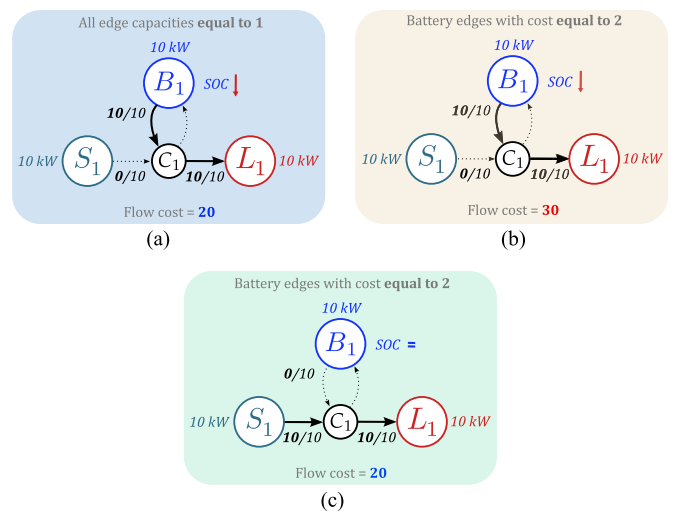 All edge capacities equal to 1
10 kW
B1
SOC ↓
10/10
10 kW
S1
C1
L1
10 kW
0/10
10/10
Flow cost = 20
(a)
Battery edges with cost equal to 2
10 kW
B1
SOC ↓
10/10
10 kW
S1
C1
L1
10 kW
0/10
10/10
Flow cost = 30
(b)
Battery edges with cost equal to 2
10 kW
B1
SOC =
0/10
10 kW
S1
C1
L1
10 kW
10/10
10/10
Flow cost = 20
(c)